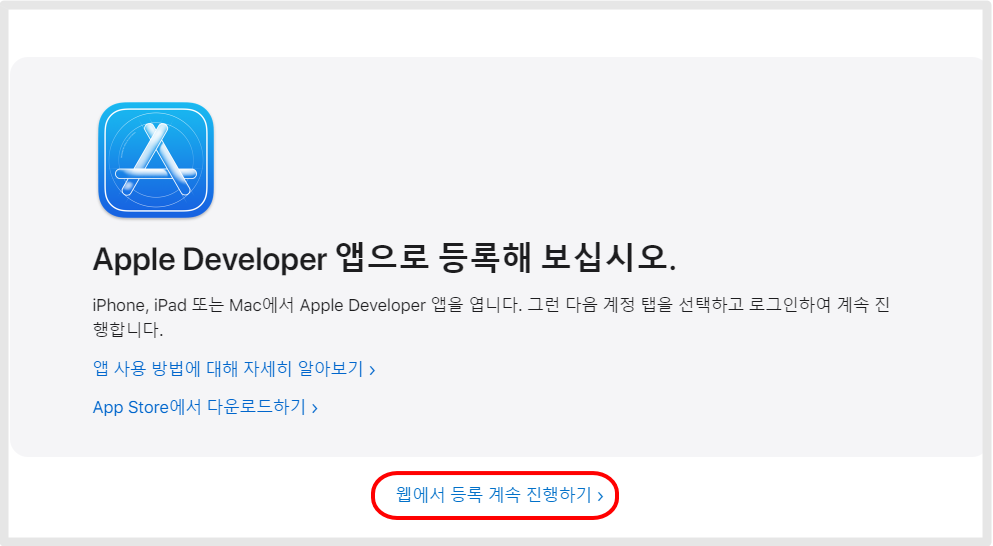 Apple Developer 앱으로 등록해 보십시오.
iPhone, iPad 또는 Mac에서 Apple Developer 앱을 엽니다. 그런 다음 계정 탭을 선택하고 로그인하여 계속 진
행합니다.
앱 사용 방법에 대해 자세히 알아보기 ›
App Store에서 다운로드하기 ›
웹에서 등록 계속 진행하기 ›